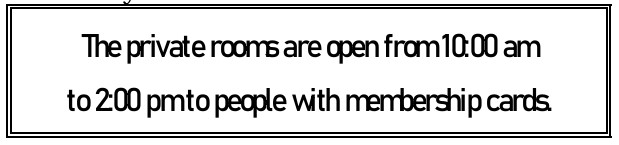 The private rooms are open from 10:00 am
to 2:00 pm to people with membership cards.